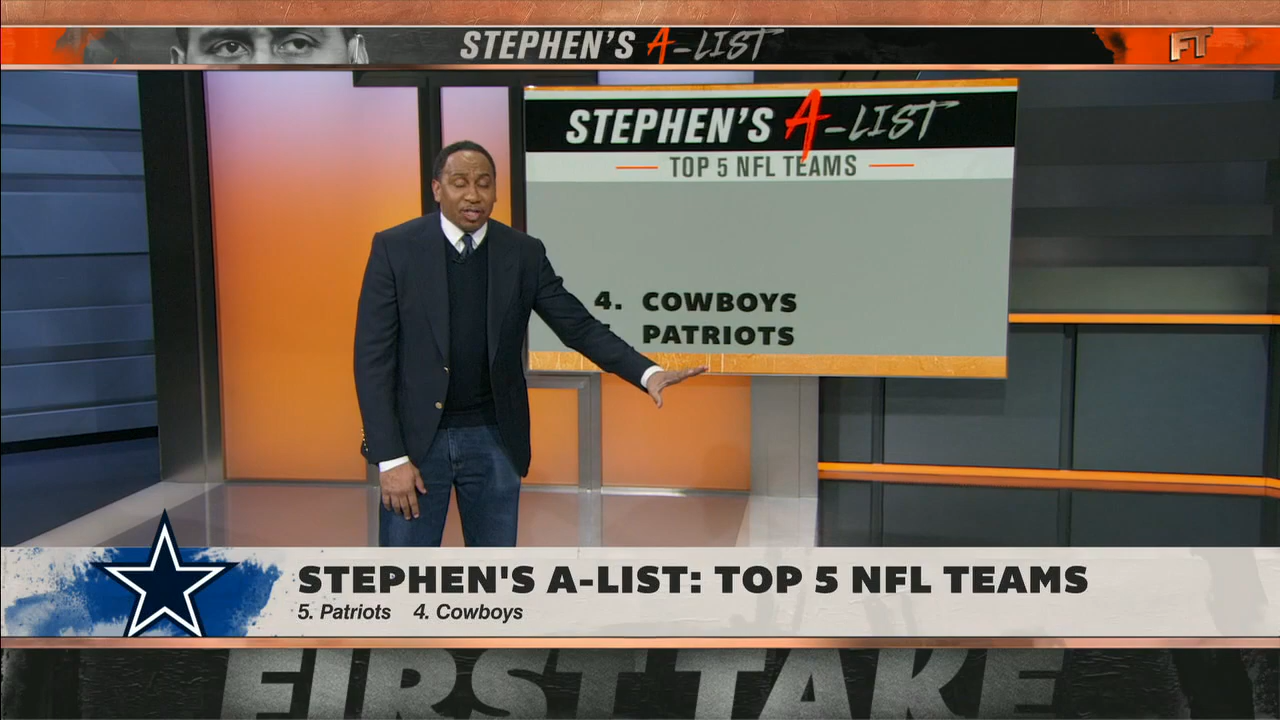 STEPHEN'S A-LIST
FT
STEPHEN'S A-LIST
TOP 5 NFL TEAMS
4. COWBOYS
PATRIOTS
STEPHEN'S A-LIST: TOP 5 NFL TEAMS
5. Patriots 4. Cowboys
FIRST TAKE